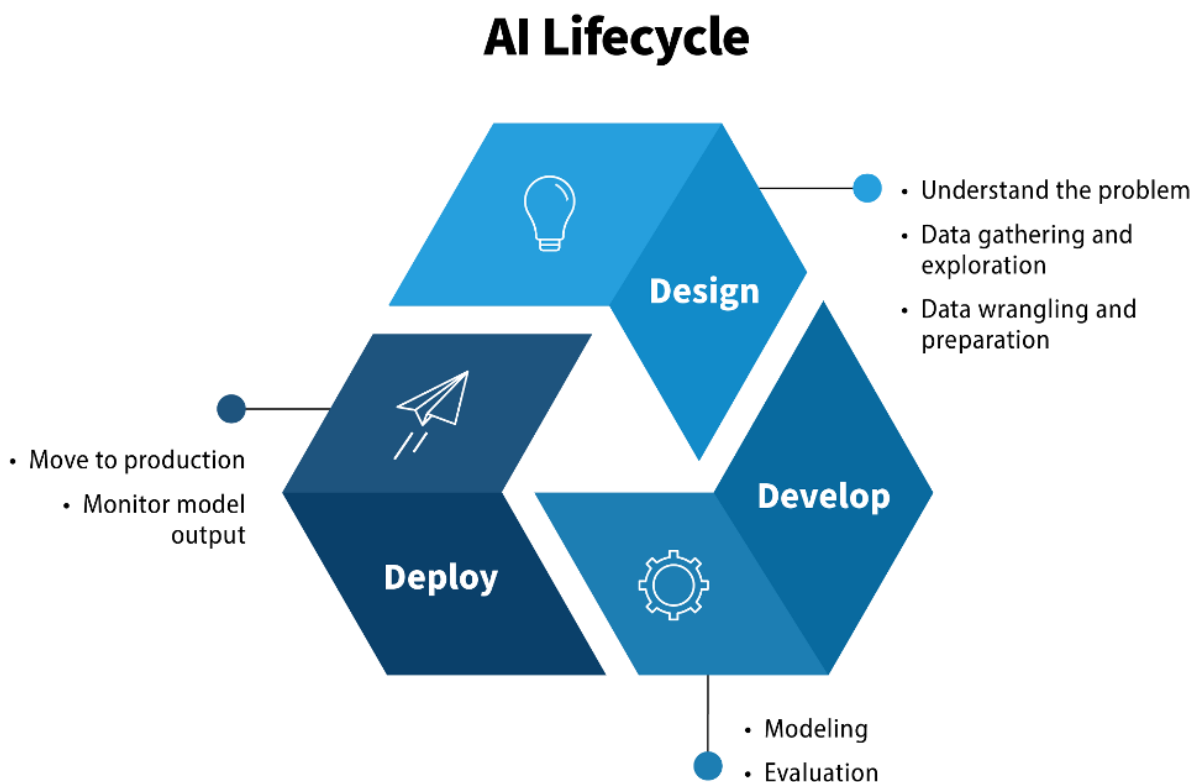 AI Lifecycle
Design
• Understand the problem
• Data gathering and
exploration
• Data wrangling and
preparation
Develop
• Modeling
• Evaluation
Deploy
• Move to production
• Monitor model
output